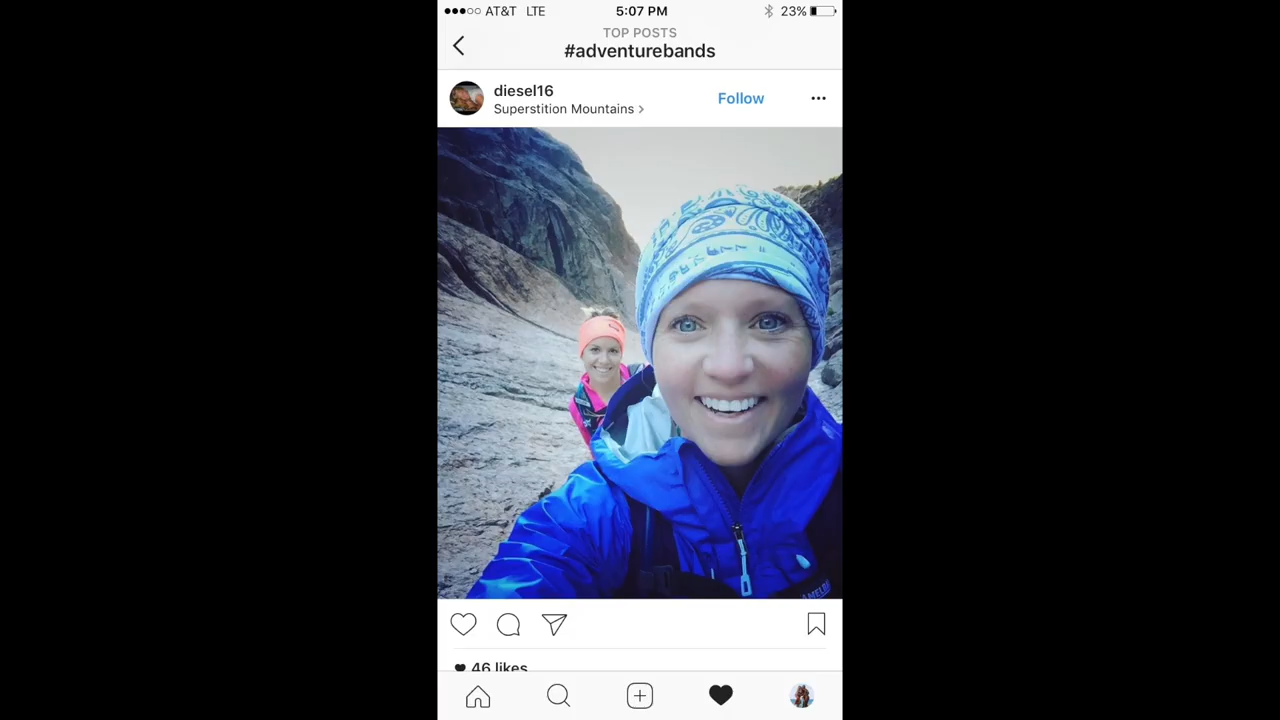 AT&T LTE 5:07 PM 23%
TOP POSTS
#adventurebands
diesel16
Superstition Mountains >
Follow
46 likes